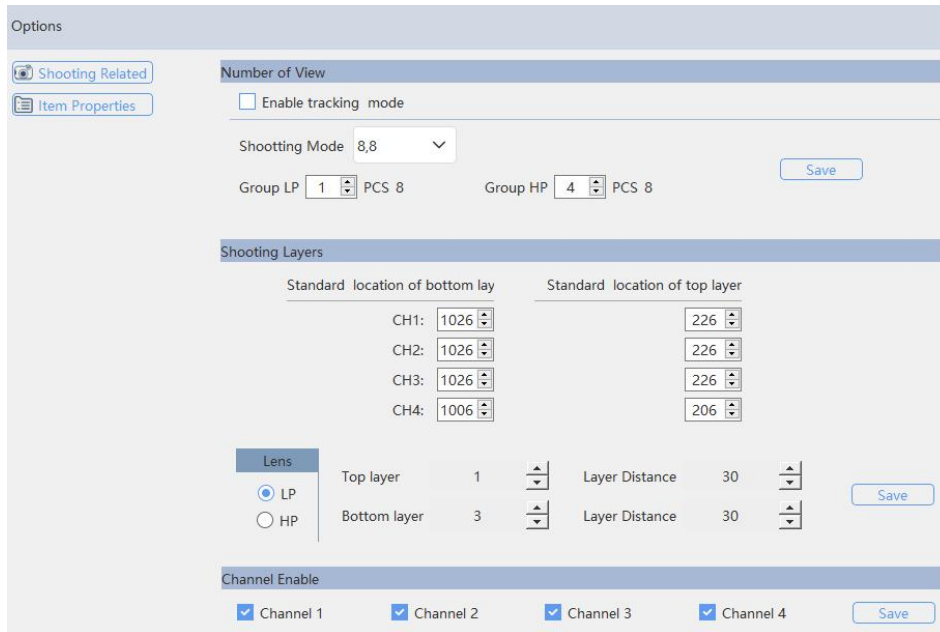 Options
Shooting Related
Item Properties
Number of View
Enable tracking mode
Shootting Mode 8,8
Save
Group LP 1 PCS 8 Group HP 4 PCS 8
Shooting Layers
Standard location of bottom lay Standard location of top layer
CH1: 1026 226
CH2: 1026 226
CH3: 1026 226
CH4: 1006 206
Lens
LP
HP
Top layer 1 Layer Distance 30
Bottom layer 3 Layer Distance 30
Save
Channel Enable
Channel 1 Channel 2 Channel 3 Channel 4 Save